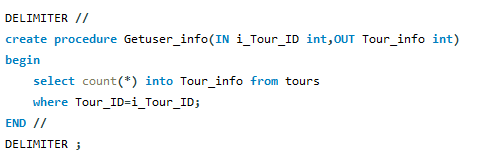 DELIMITER //
create procedure Getuser_info(IN i_Tour_ID int,OUT Tour_info int)
begin
    select count(*) into Tour_info from tours
    where Tour_ID=i_Tour_ID;
END //
DELIMITER ;